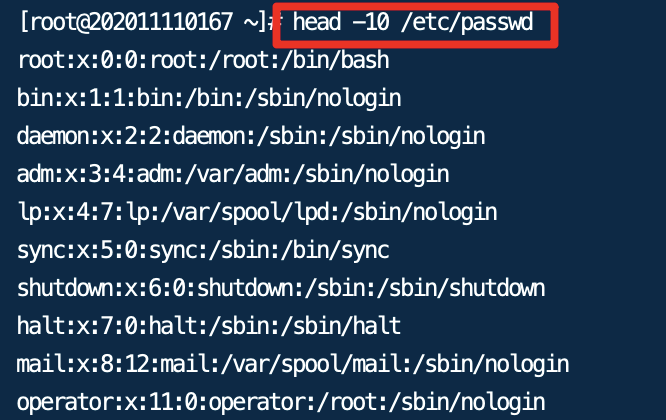 [root@202011110167 ~]# head -10 /etc/passwd
root:x:0:0:root:/root:/bin/bash
bin:x:1:1:bin:/bin:/sbin/nologin
daemon:x:2:2:daemon:/sbin:/sbin/nologin
adm:x:3:4:adm:/var/adm:/sbin/nologin
lp:x:4:7:lp:/var/spool/lpd:/sbin/nologin
sync:x:5:0:sync:/sbin:/bin/sync
shutdown:x:6:0:shutdown:/sbin:/sbin/shutdown
halt:x:7:0:halt:/sbin:/sbin/halt
mail:x:8:12:mail:/var/spool/mail:/sbin/nologin
operator:x:11:0:operator:/root:/sbin/nologin